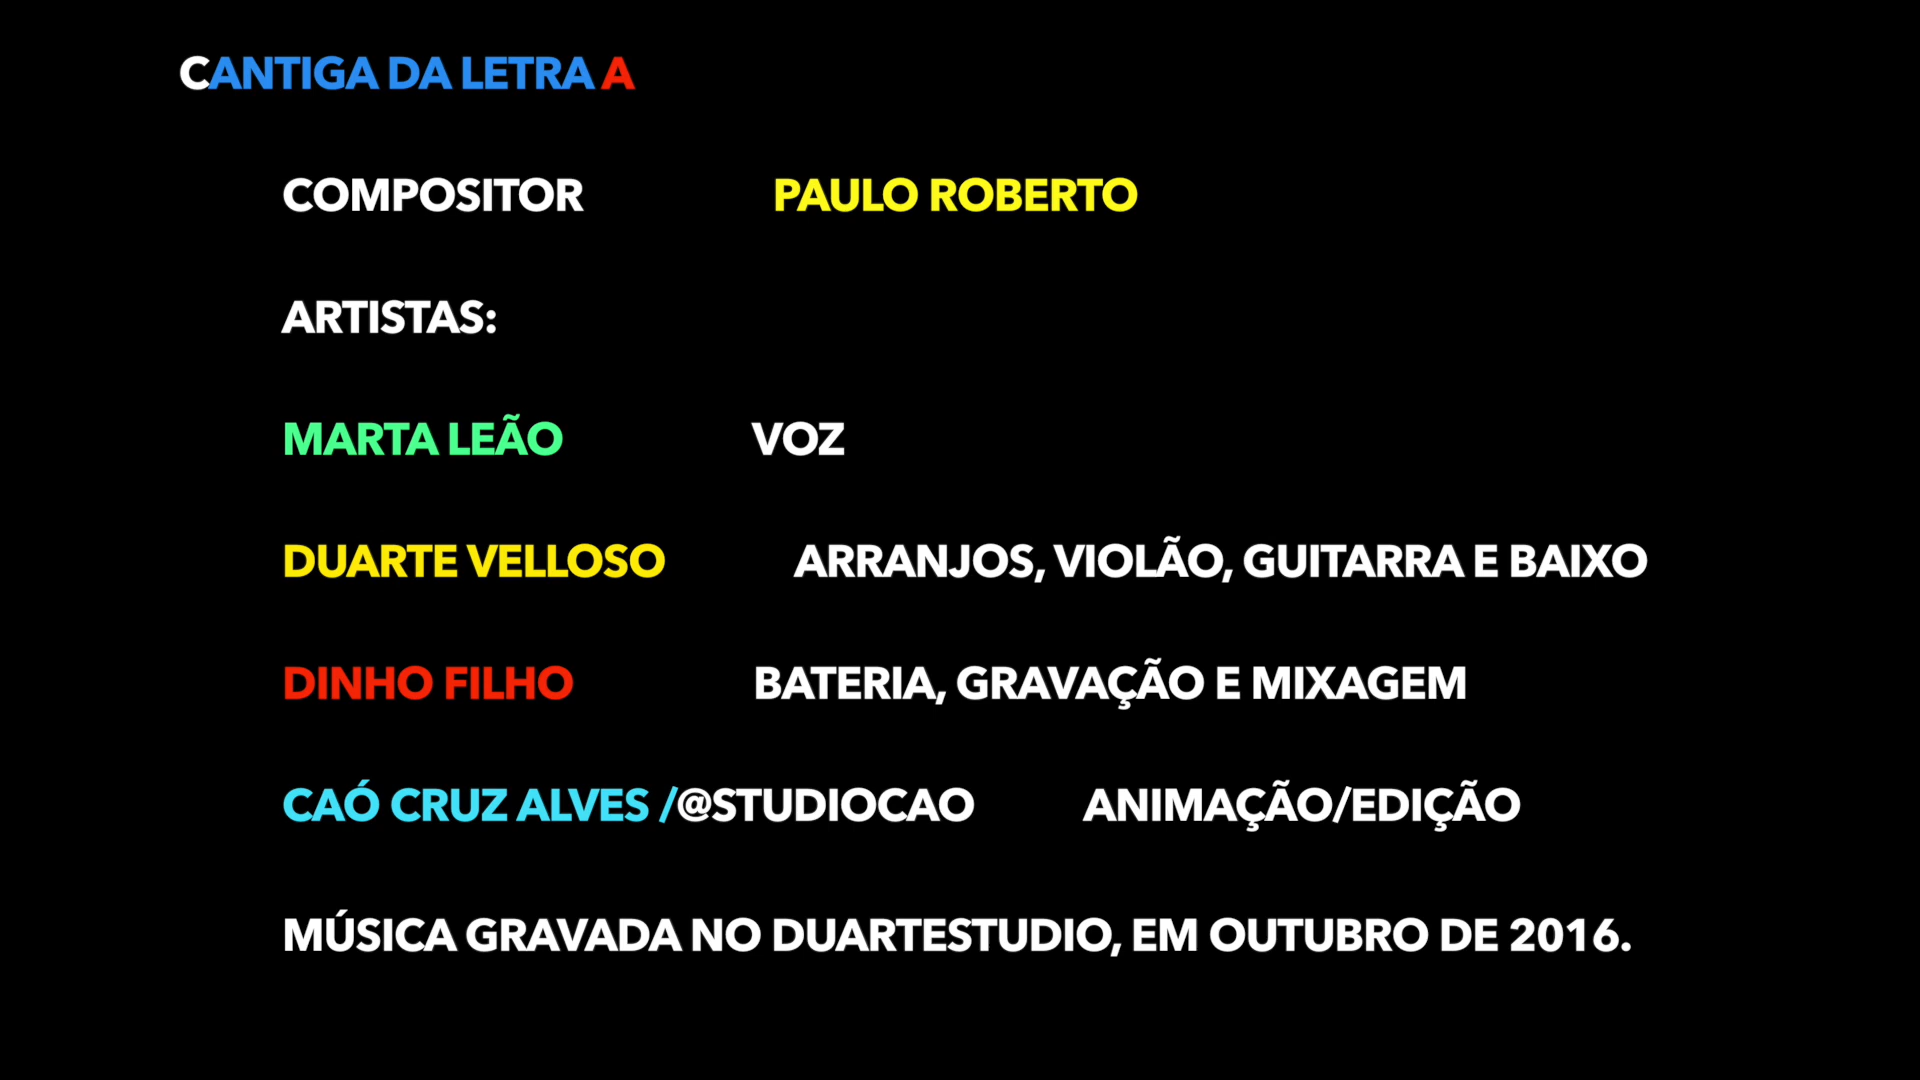 CANTIGA DA LETRA A
COMPOSITOR PAULO ROBERTO
ARTISTAS:
MARTA LEÃO VOZ
DUARTE VELLOSO ARRANJOS, VIOLÃO, GUITARRA E BAIXO
DINHO FILHO BATERIA, GRAVAÇÃO E MIXAGEM
CAÓ CRUZ ALVES /@STUDIOCAO ANIMAÇÃO/EDIÇÃO
MÚSICA GRAVADA NO DUARTESTUDIO, EM OUTUBRO DE 2016.